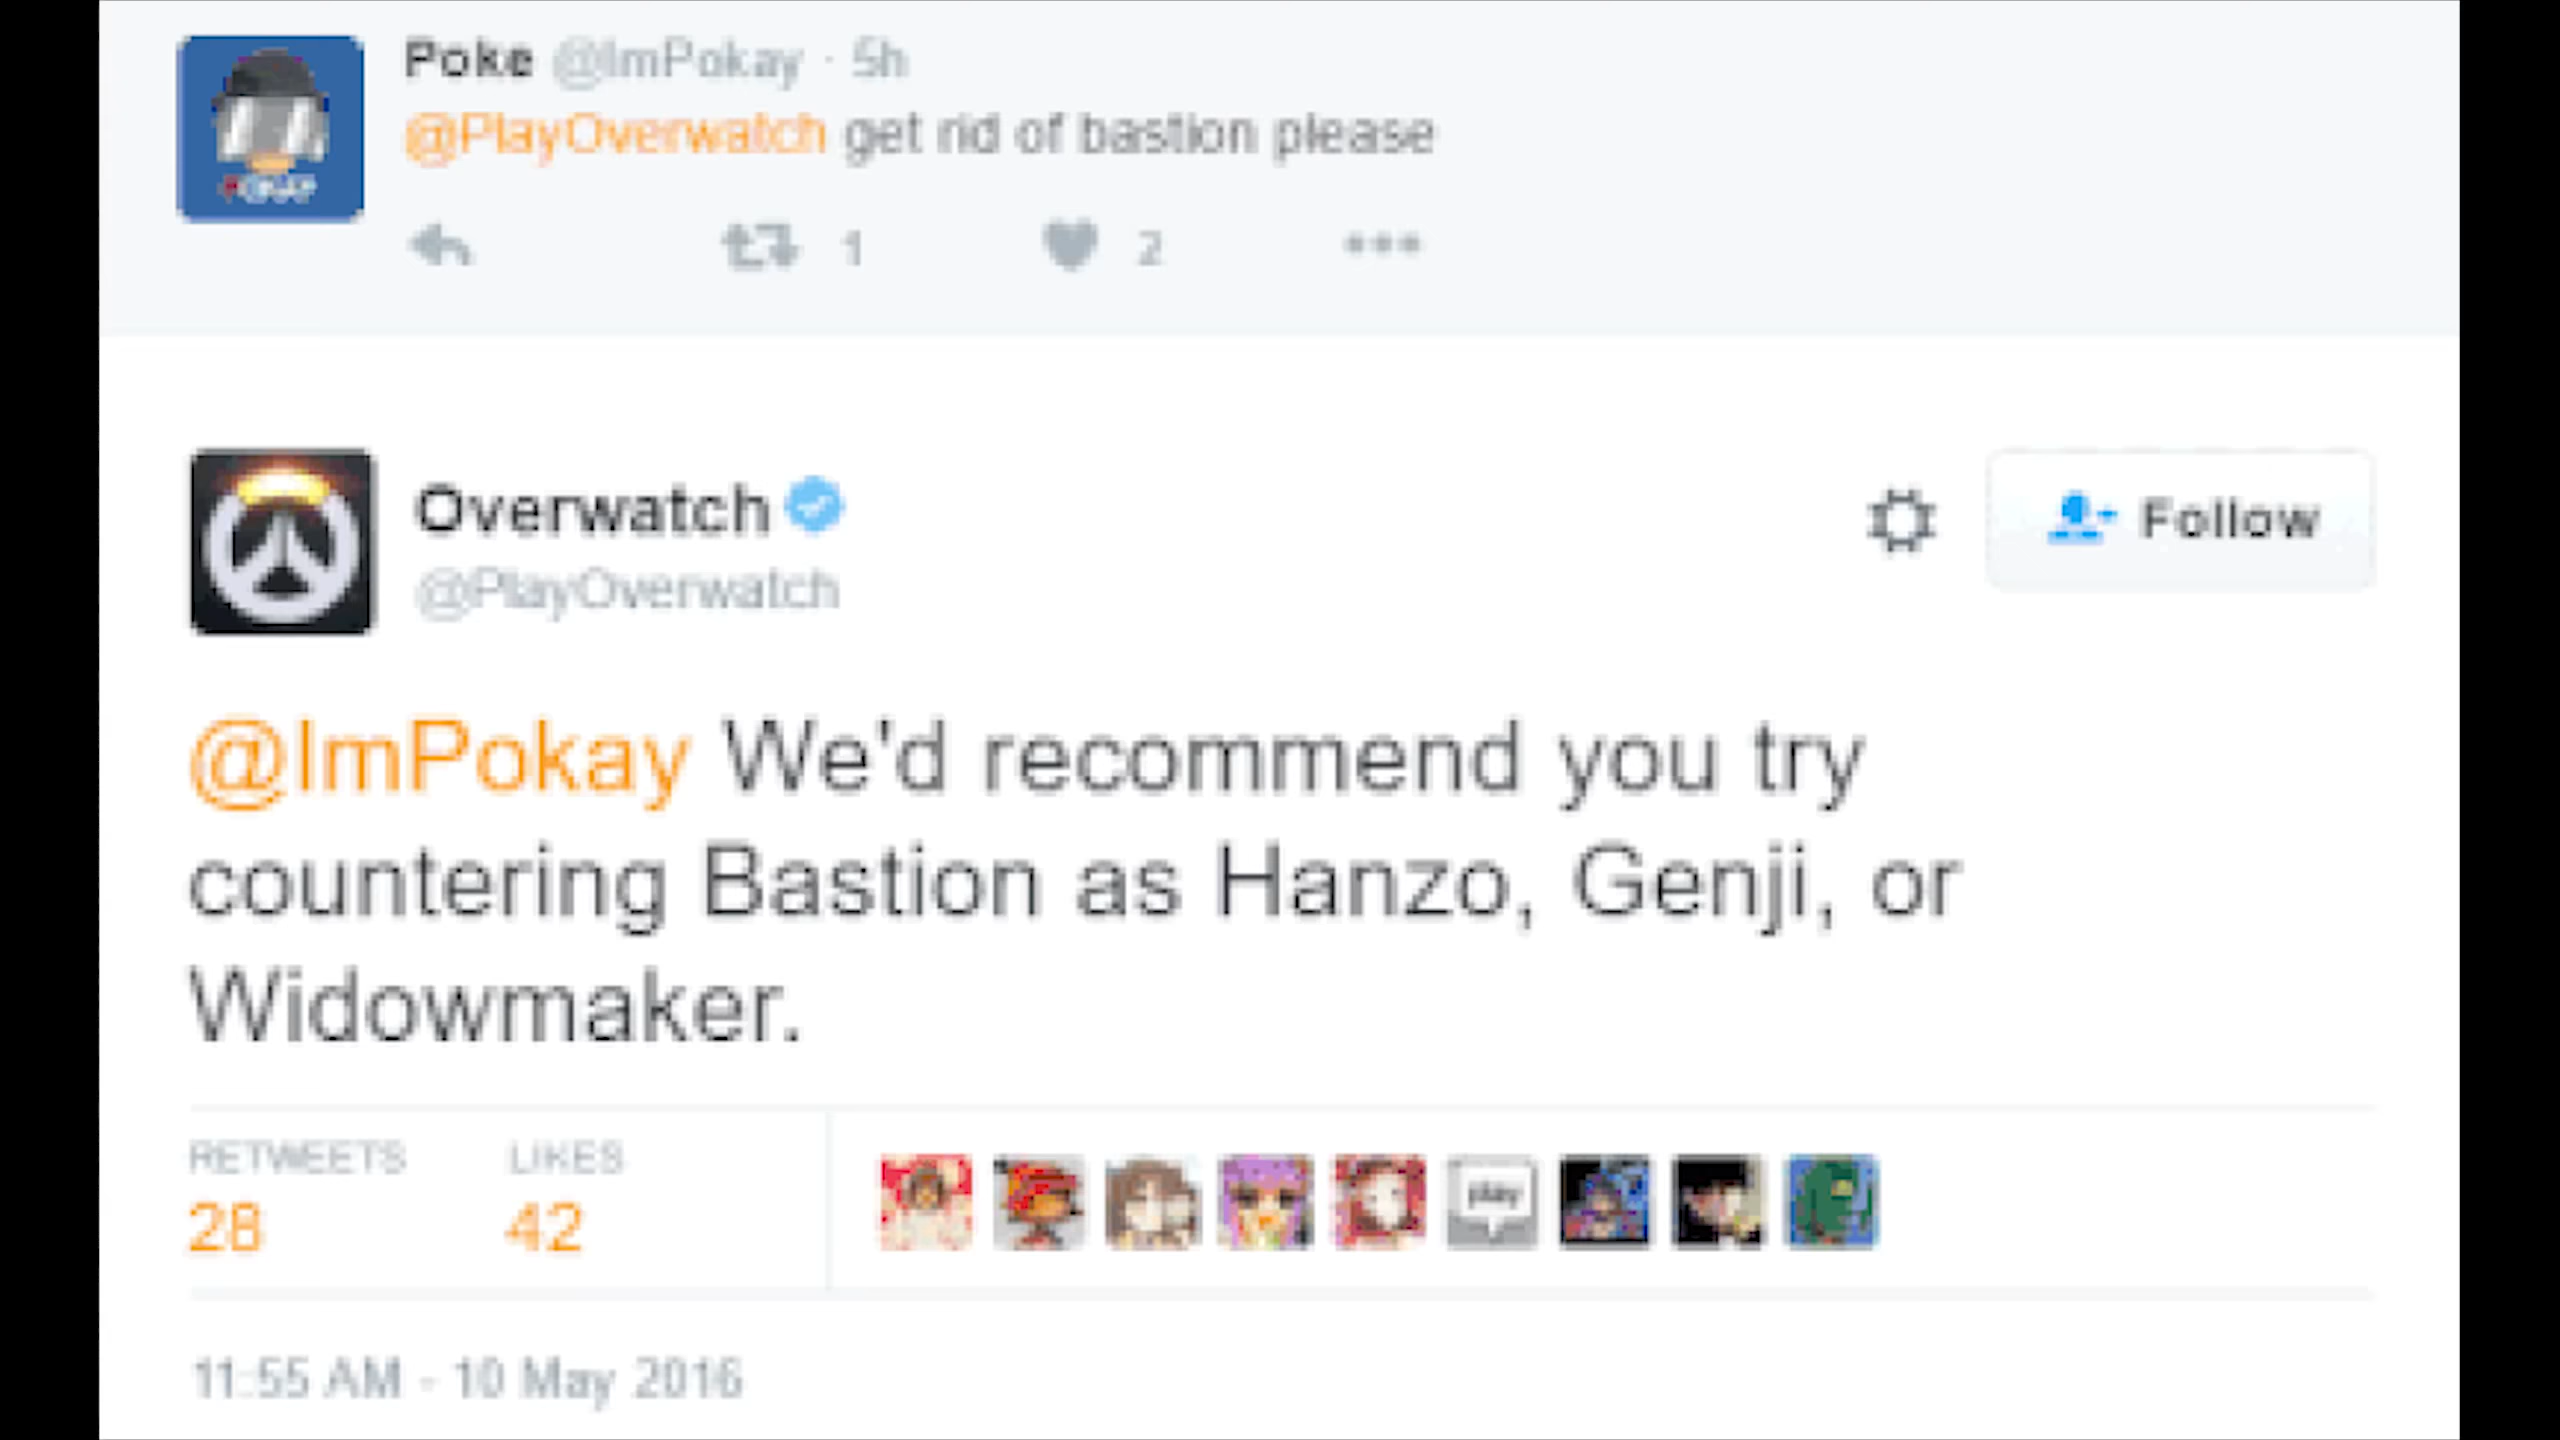 Poke @ImPokay · 5h
@PlayOverwatch get rid of bastion please
1 2
Overwatch
@PlayOverwatch
Follow
@ImPokay We'd recommend you try
countering Bastion as Hanzo, Genji, or
Widowmaker.
RETWEETS LIKES
28 42
play
11:55 AM - 10 May 2016